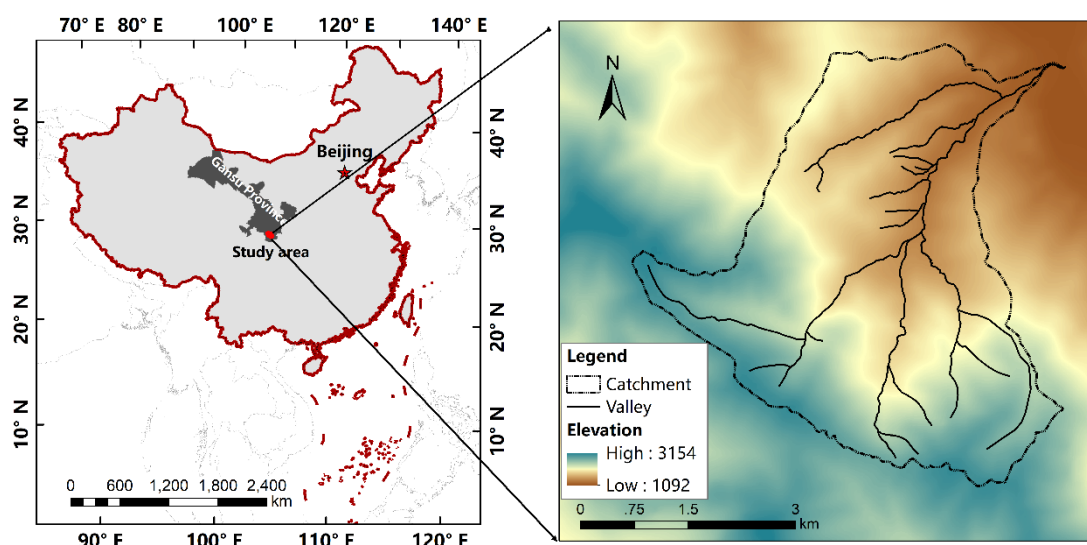 70° E 80° E 100° E 120° E 140° E
40° N
30° N
20° N
10° N
40° N
30° N
20° N
10° N
Beijing
Gansu Province
Study area
0 600 1,200 1,800 2,400
km
90° E 100° E 110° E 120° E
N
Legend
Catchment
Valley
Elevation
High : 3154
Low : 1092
0 .75 1.5 3
km